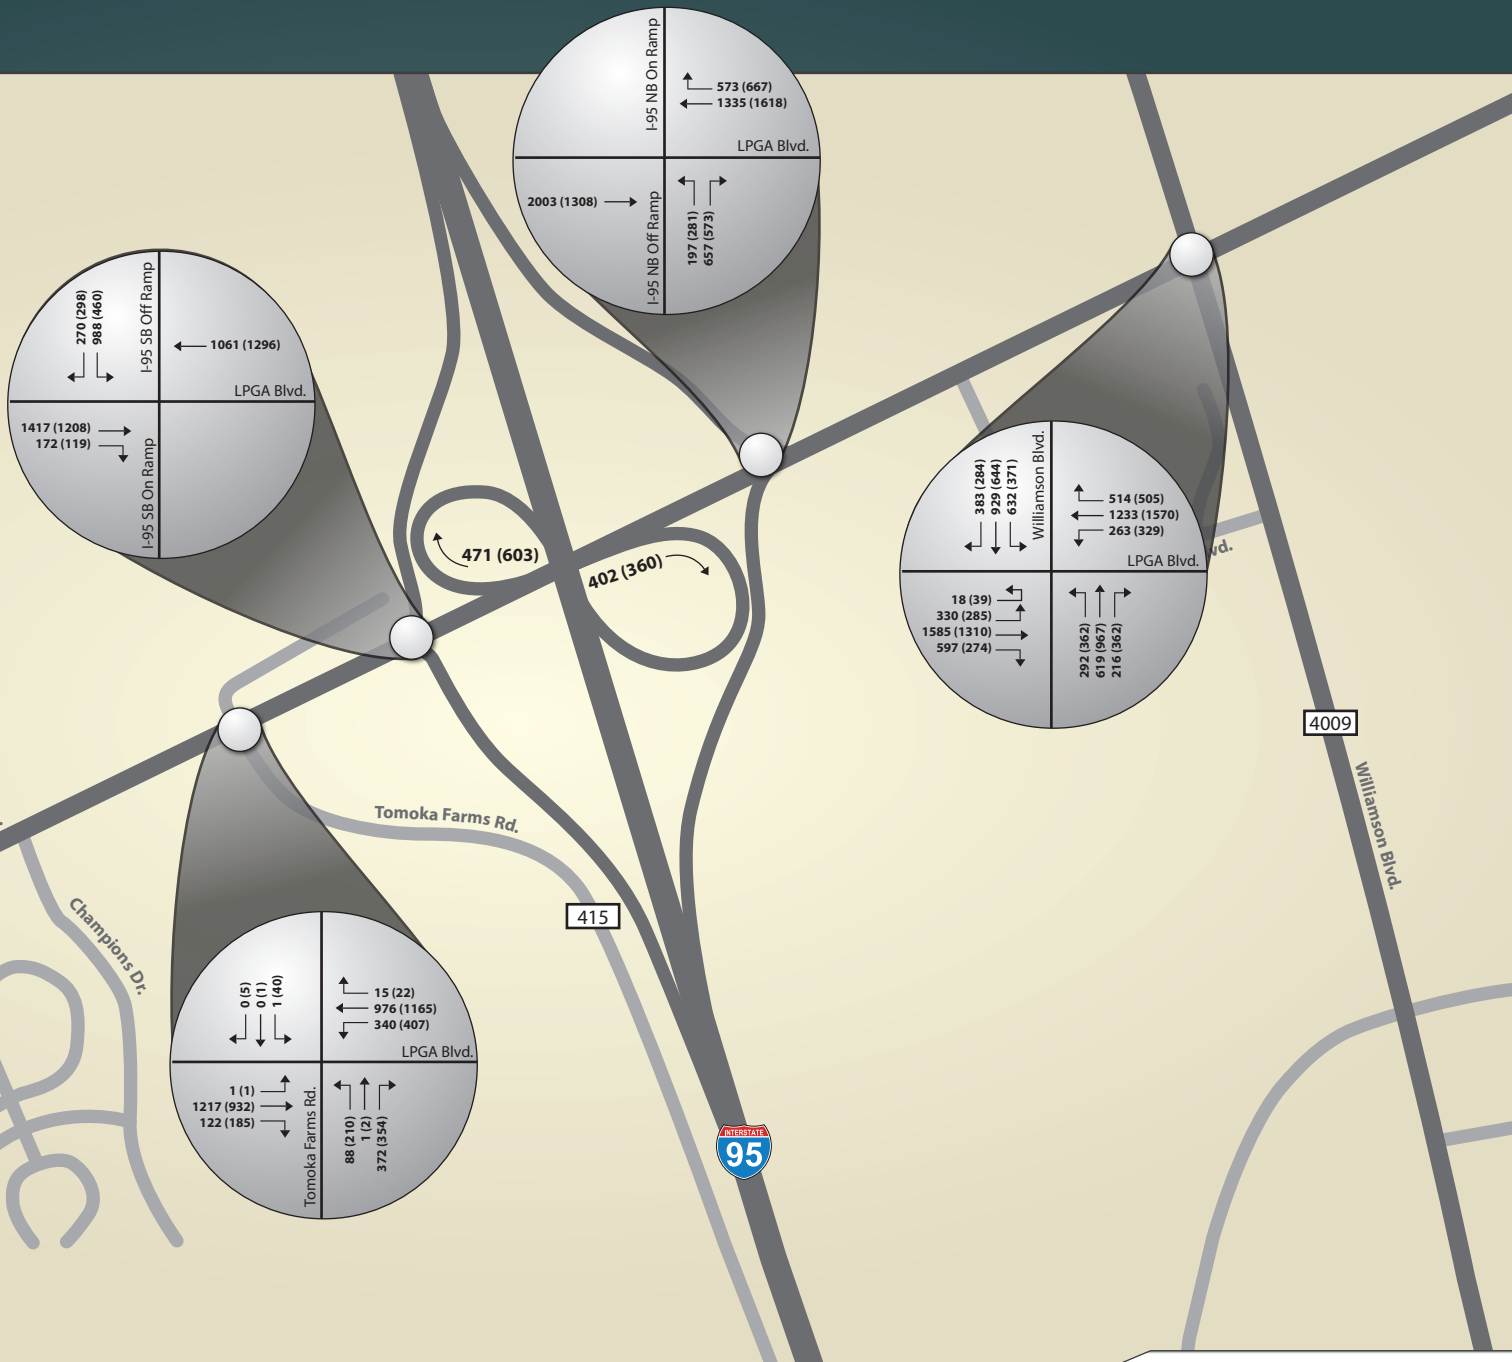 I-95 NB On Ramp
573 (667)
1335 (1618)
LPGA Blvd.
2003 (1308)
I-95 NB Off Ramp
197 (281)
657 (573)
270 (298)
988 (460)
I-95 SB Off Ramp
1061 (1296)
LPGA Blvd.
1417 (1208)
172 (119)
I-95 SB On Ramp
471 (603)
402 (360)
383 (284)
929 (644)
632 (371)
Williamson Blvd.
514 (505)
1233 (1570)
263 (329)
LPGA Blvd.
18 (39)
330 (285)
1585 (1310)
597 (274)
292 (362)
619 (967)
216 (362)
4009
Williamson Blvd.
Tomoka Farms Rd.
415
Champions Dr.
0 (5)
0 (1)
1 (40)
15 (22)
976 (1165)
340 (407)
LPGA Blvd.
1 (1)
1217 (932)
122 (185)
Tomoka Farms Rd.
88 (210)
1 (2)
372 (354)
INTERSTATE
95